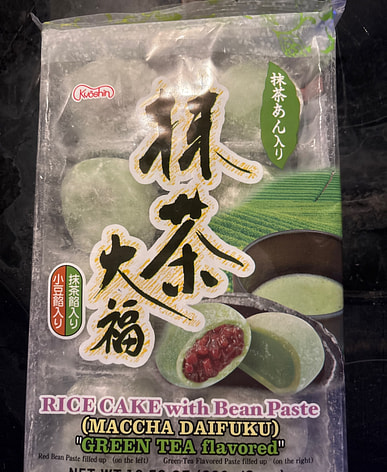 Kuoshin
抹茶あん入り
抹茶大福
抹茶餡入り
小豆餡入り
RICE CAKE with Bean Paste
(MACCHA DAIFUKU)
"GREEN TEA flavored"
Red Bean Paste filled up (on the left) Green-Tea Flavored Paste filled up (on the right)